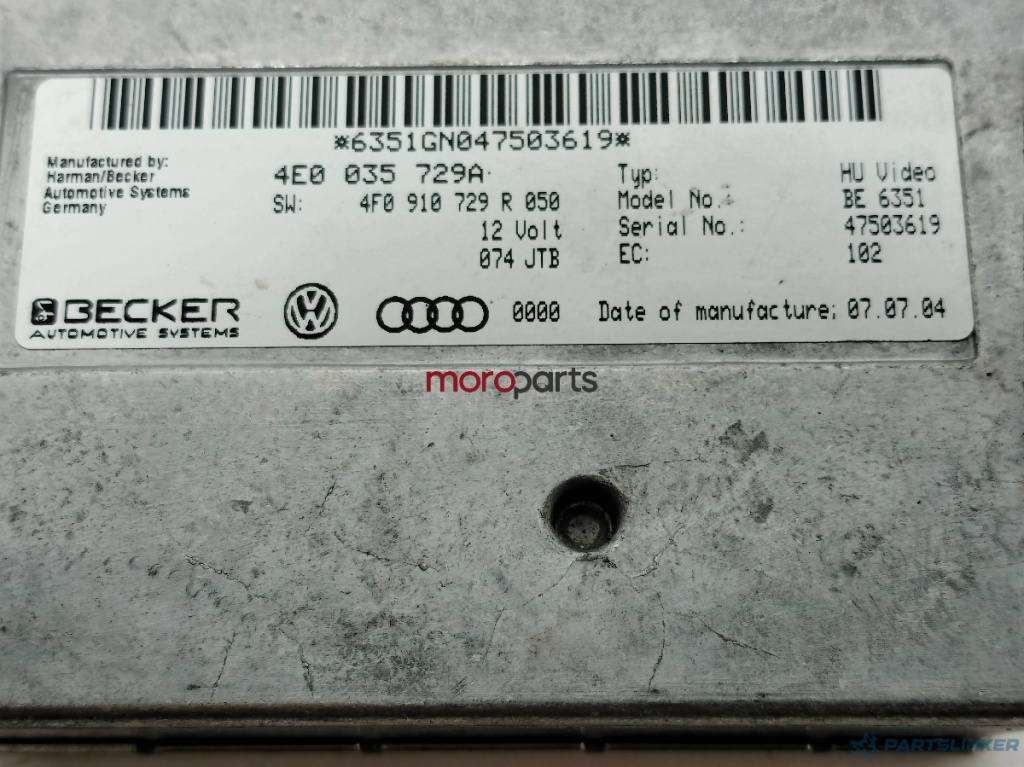 *6351GN047503619*
Manufactured by:
Harman/Becker
Automotive Systems
Germany
4E0 035 729A
SW: 4F0 910 729 R 050
12 Volt
074 JTB
Typ: HU Video
Model No.: BE 6351
Serial No.: 47503619
EC: 102
BECKER
AUTOMOTIVE SYSTEMS
0000
Date of manufacture: 07.07.04
moroparts
PARTSLINKER